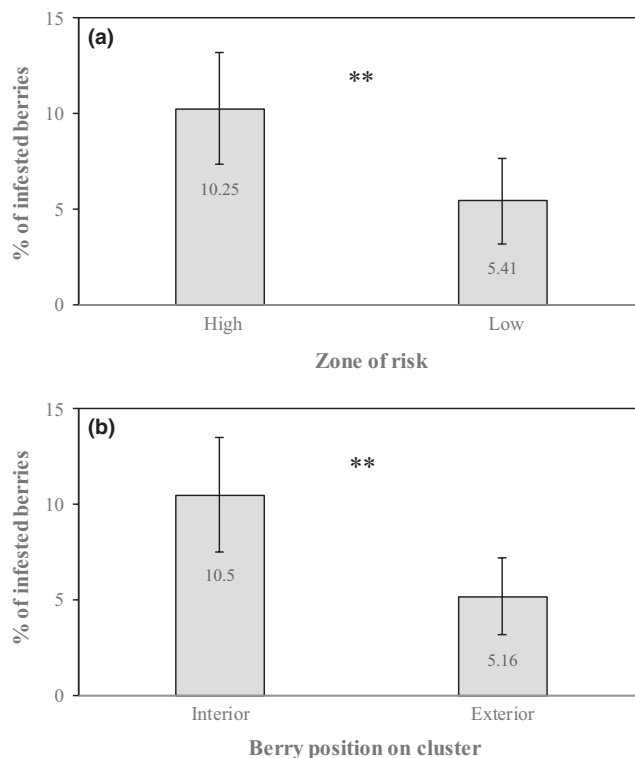 15
(a)
**
% of infested berries
10
10.25
5
5.41
0
High Low
Zone of risk
15
(b)
**
% of infested berries
10
10.5
5
5.16
0
Interior Exterior
Berry position on cluster